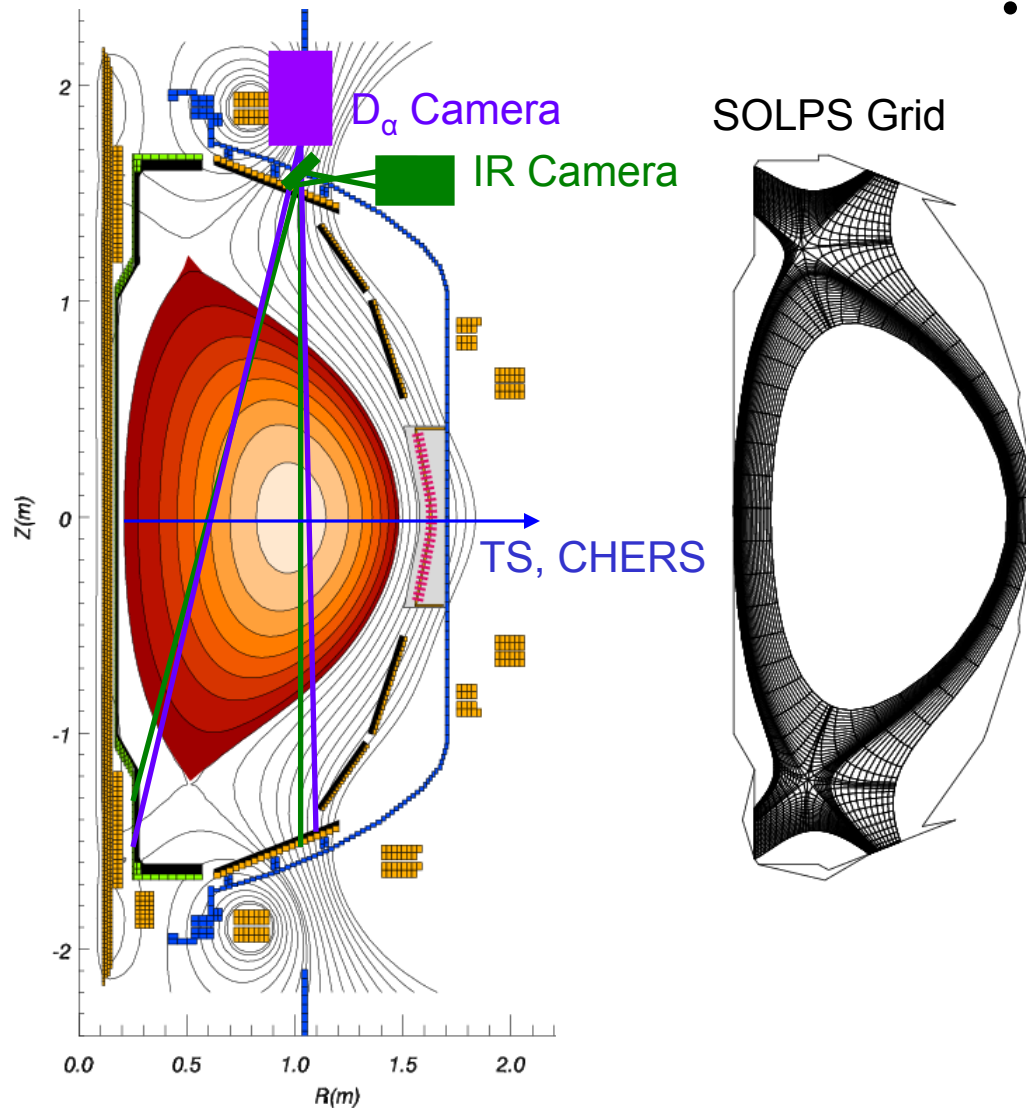 •
D_α Camera
SOLPS Grid
IR Camera
TS, CHERS
Z(m)
2
1
0
-1
-2
0.0 0.5 1.0 1.5 2.0
R(m)